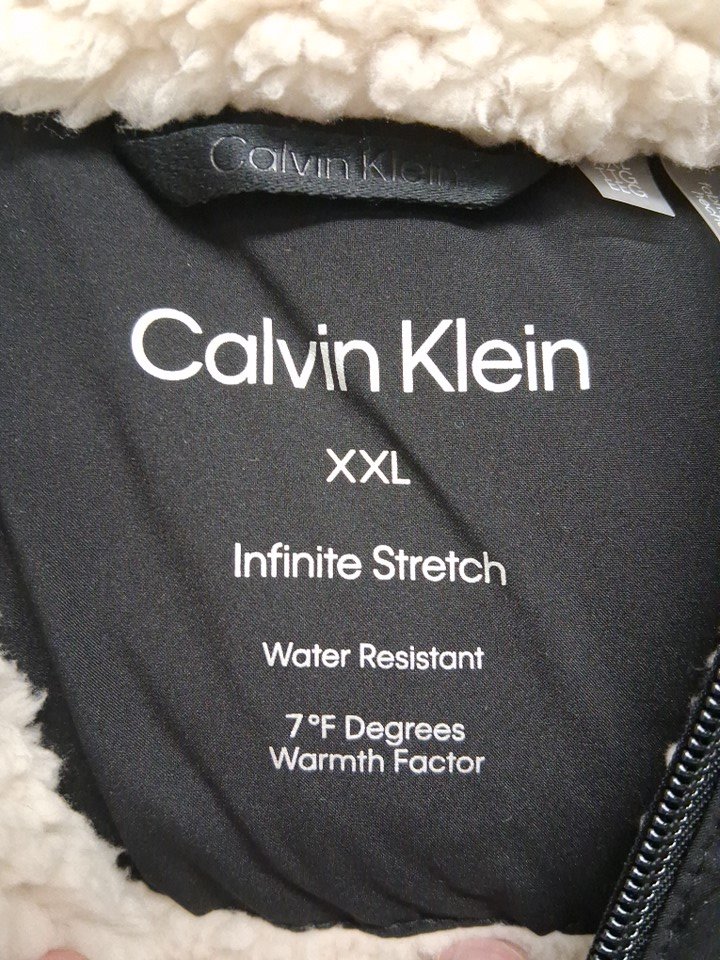 Calvin Klein
Calvin Klein
XXL
Infinite Stretch
Water Resistant
7°F Degrees
Warmth Factor